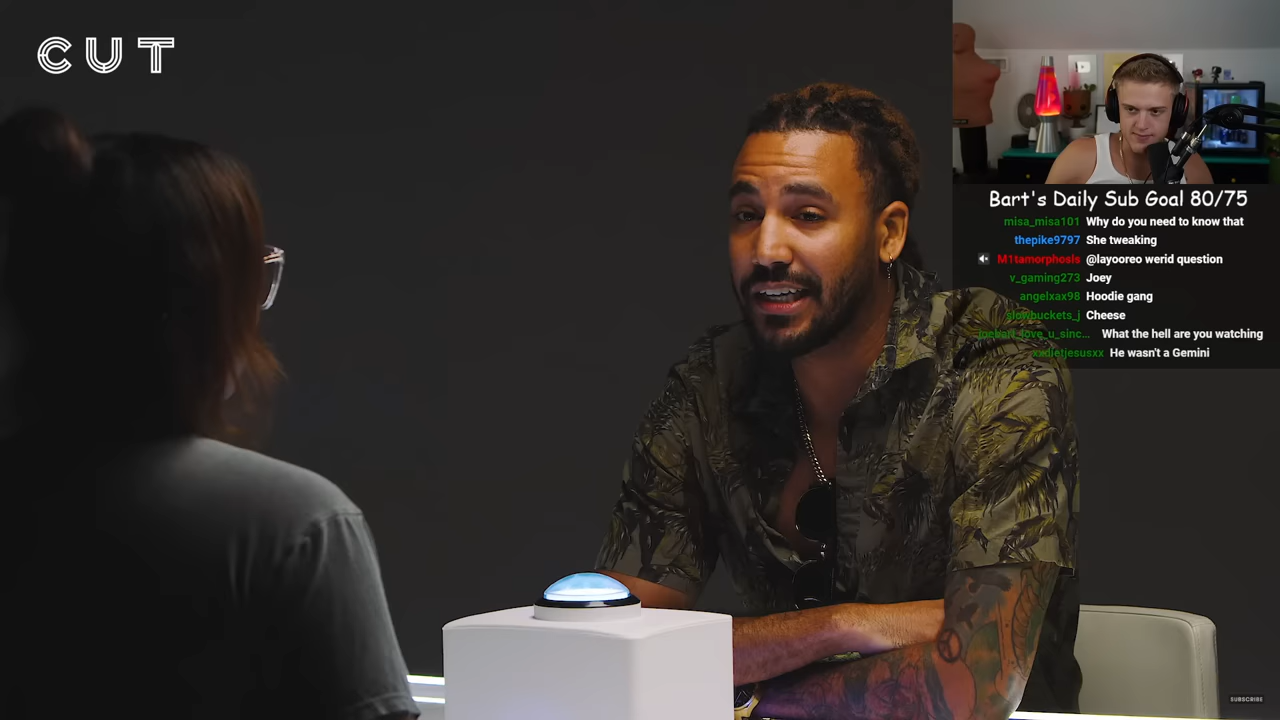 CUT
Bart's Daily Sub Goal 80/75
misa_misa101 Why do you need to know that
thepike9797 She tweaking
M1tamorphosis @layooreo werid question
v_gaming273 Joey
angelxax98 Hoodie gang
slowbuckets_j Cheese
What the hell are you watching
xxdietjesusxx He wasn't a Gemini
SUBSCRIBE